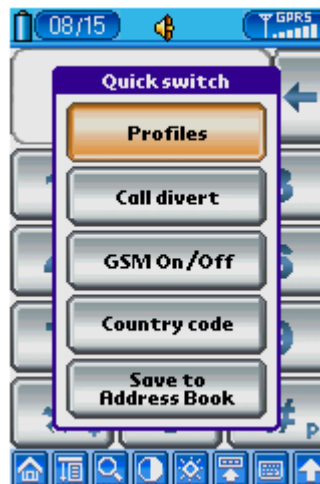 08/15 GPRS
Quick switch
Profiles
Call divert
GSM On/Off
Country code
Save to
Address Book
# p